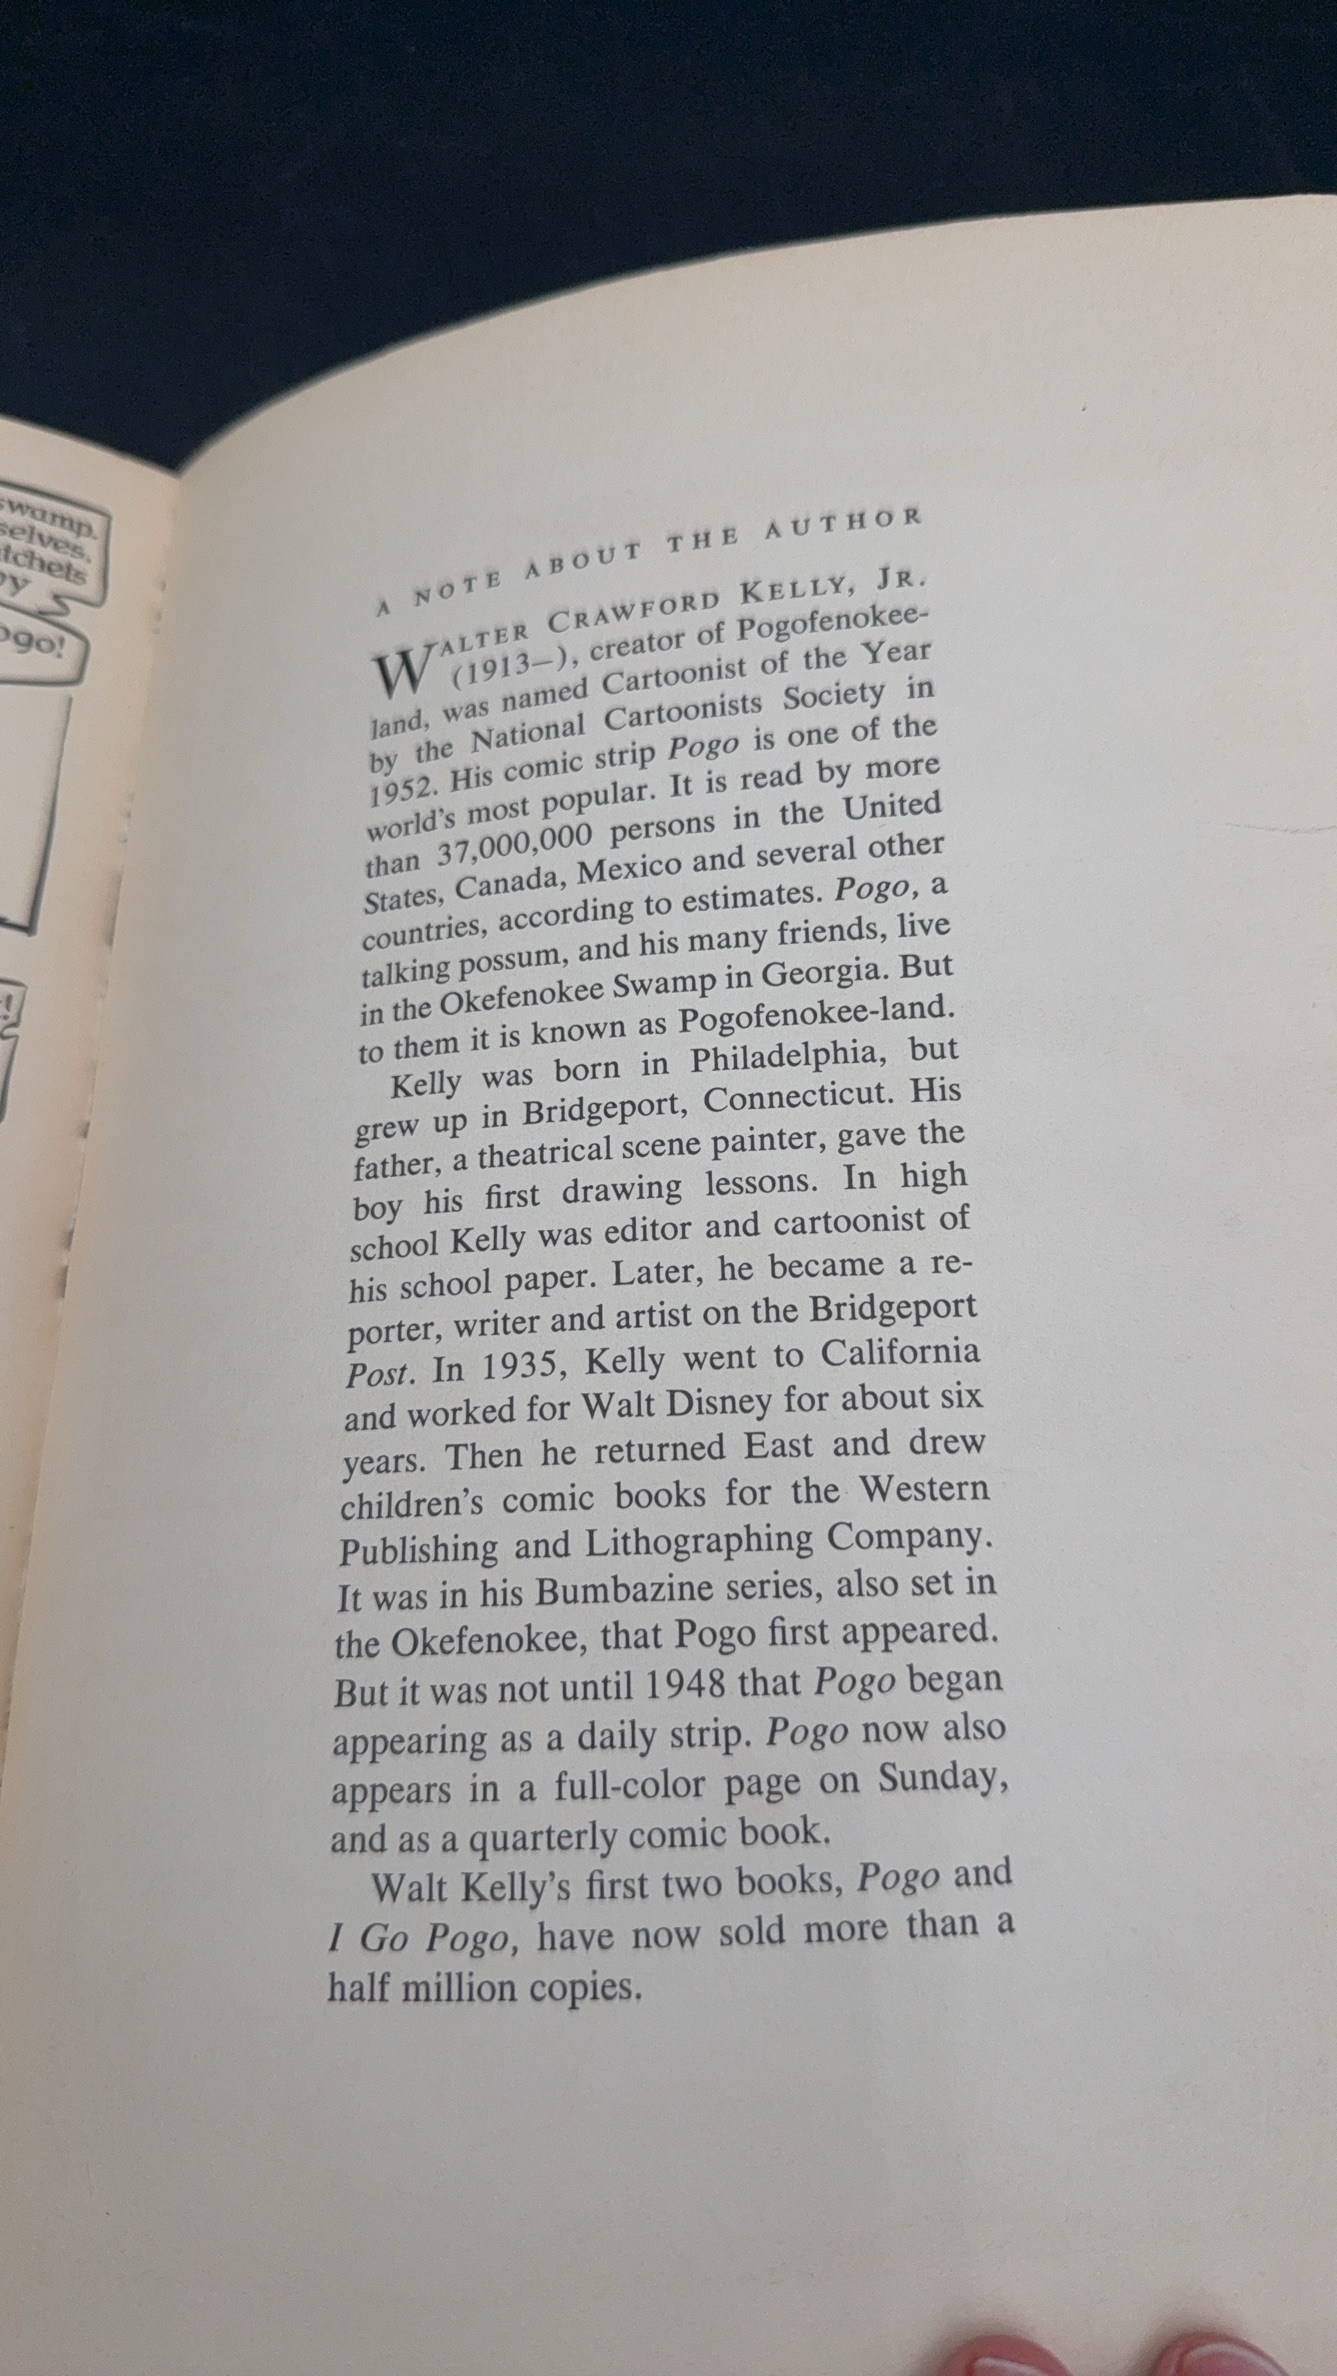 swamp.
selves.
tchets
oy
ogo!
!
A NOTE ABOUT THE AUTHOR
WALTER CRAWFORD KELLY, JR.
(1913–), creator of Pogofenokee-
land, was named Cartoonist of the Year
by the National Cartoonists Society in
1952. His comic strip Pogo is one of the
world's most popular. It is read by more
than 37,000,000 persons in the United
States, Canada, Mexico and several other
countries, according to estimates. Pogo, a
talking possum, and his many friends, live
in the Okefenokee Swamp in Georgia. But
to them it is known as Pogofenokee-land.
Kelly was born in Philadelphia, but
grew up in Bridgeport, Connecticut. His
father, a theatrical scene painter, gave the
boy his first drawing lessons. In high
school Kelly was editor and cartoonist of
his school paper. Later, he became a re-
porter, writer and artist on the Bridgeport
Post. In 1935, Kelly went to California
and worked for Walt Disney for about six
years. Then he returned East and drew
children's comic books for the Western
Publishing and Lithographing Company.
It was in his Bumbazine series, also set in
the Okefenokee, that Pogo first appeared.
But it was not until 1948 that Pogo began
appearing as a daily strip. Pogo now also
appears in a full-color page on Sunday,
and as a quarterly comic book.
Walt Kelly's first two books, Pogo and
I Go Pogo, have now sold more than a
half million copies.